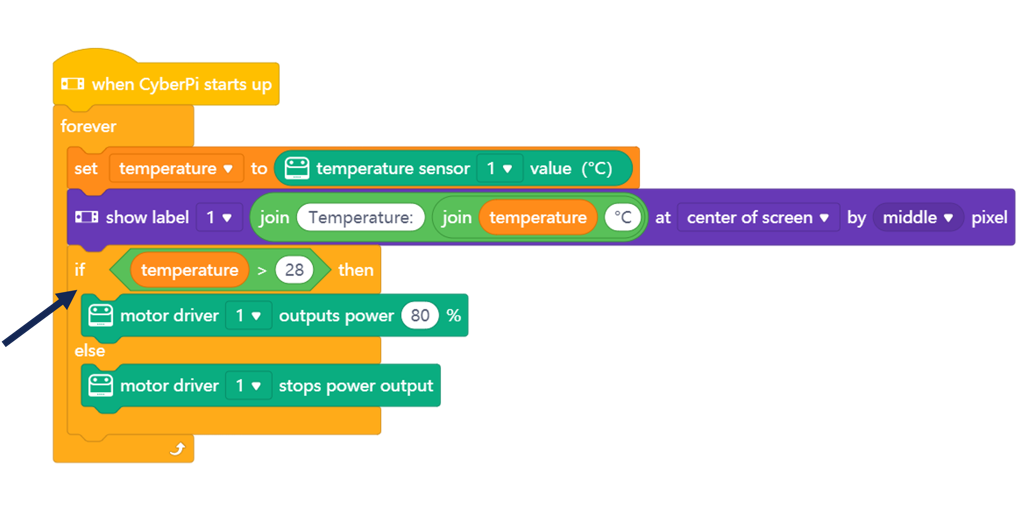 when CyberPi starts up
forever
set temperature ▼ to temperature sensor 1 ▼ value (°C)
show label 1 ▼ join Temperature: join temperature °C at center of screen ▼ by middle ▼ pixel
if temperature > 28 then
motor driver 1 ▼ outputs power 80 %
else
motor driver 1 ▼ stops power output